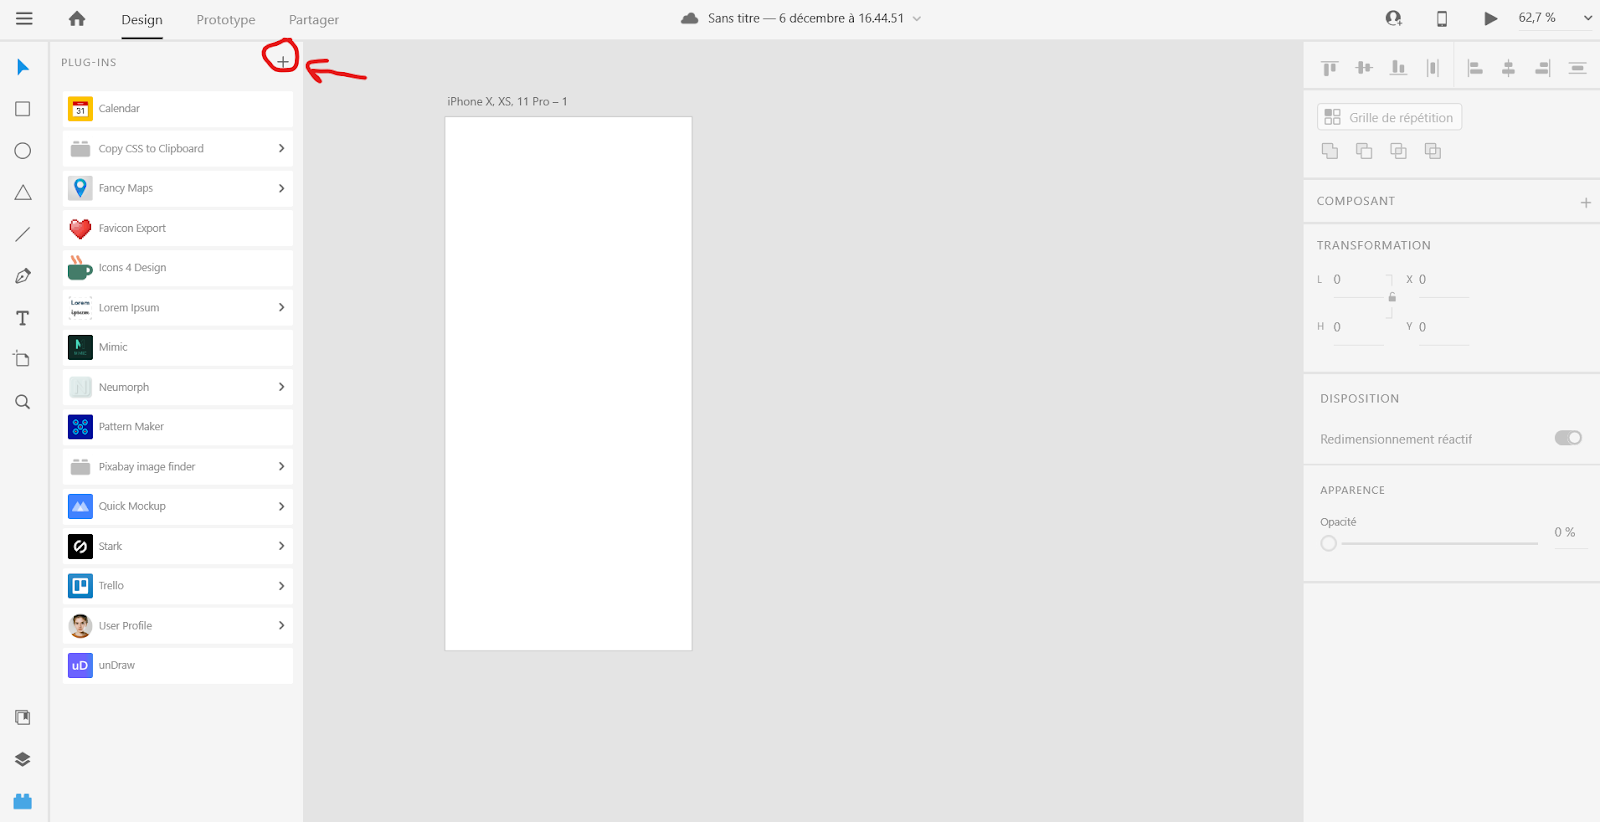 Design Prototype Partager
Sans titre — 6 décembre à 16.44.51
62,7 %
PLUG-INS
31 Calendar
Copy CSS to Clipboard
Fancy Maps
Favicon Export
Icons 4 Design
Lorem Ipsum
Mimic
Neumorph
Pattern Maker
Pixabay image finder
Quick Mockup
Stark
Trello
User Profile
uD unDraw
iPhone X, XS, 11 Pro – 1
Grille de répétition
COMPOSANT
TRANSFORMATION
L 0 X 0
H 0 Y 0
DISPOSITION
Redimensionnement réactif
APPARENCE
Opacité
0 %